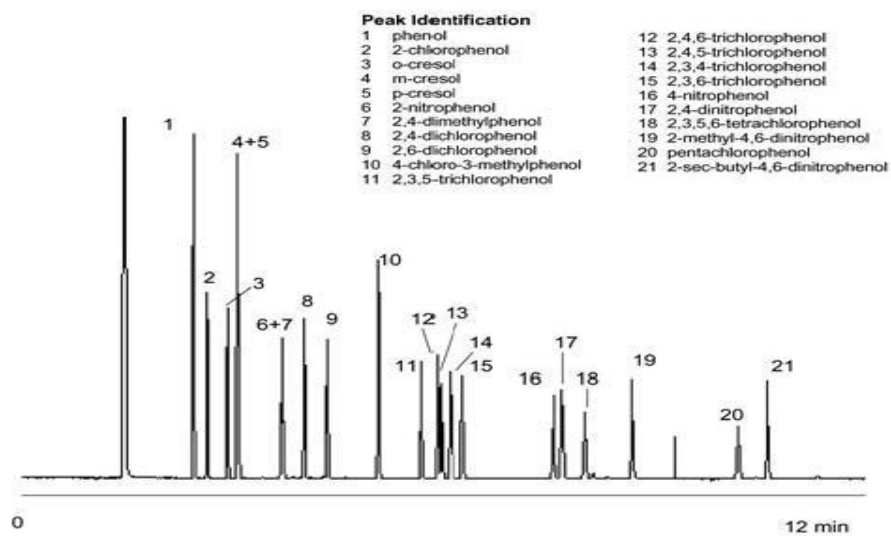 Peak Identification
1 phenol
2 2-chlorophenol
3 o-cresol
4 m-cresol
5 p-cresol
6 2-nitrophenol
7 2,4-dlimethylphenol
8 2,4-dlichlorophenol
9 2,6-dlichlorophenol
10 4-chloro-3-methylphenol
11 2,3,5-trichlorophenol
12 2,4,6-trichlorophenol
13 2,4,5-trichlorophenol
14 2,3,4-trichlorophenol
15 2,3,6-trichlorophenol
16 4-nitrophenol
17 2,4-dinitrophenol
18 2,3,5,6-tetrachlorophenol
19 2-methyl-4,6-dinitrophenol
20 pentachlorophenol
21 2-sec-butyl-4,6-dinitrophenol
1
4+5
2
3
6+7
8
9
10
11
12
13
14
15
16
17
18
19
20
21
0
12 min